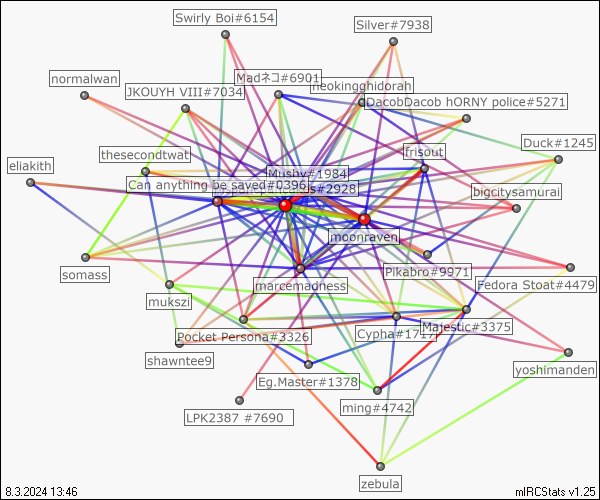 Swirly Boi#6154
Silver#7938
normalwan
Madネコ#6901
neokingghidorah
JKOUYH VIII#7034
DacobDacob hORNY police#5271
Duck#1245
thesecondtwat
frisout
eliakith
Musby#1984
Can anything be saved#0396
#2928
bigcitysamurai
moonraven
somass
Pikabro#9971
marcemadness
Fedora Stoat#4479
mukszi
Pocket Persona#3326
Cypha#1717
Majestic#3375
shawntee9
yoshimanden
Eg.Master#1378
ming#4742
LPK2387 #7690
zebula
8.3.2024 13:46
mIRCStats v1.25